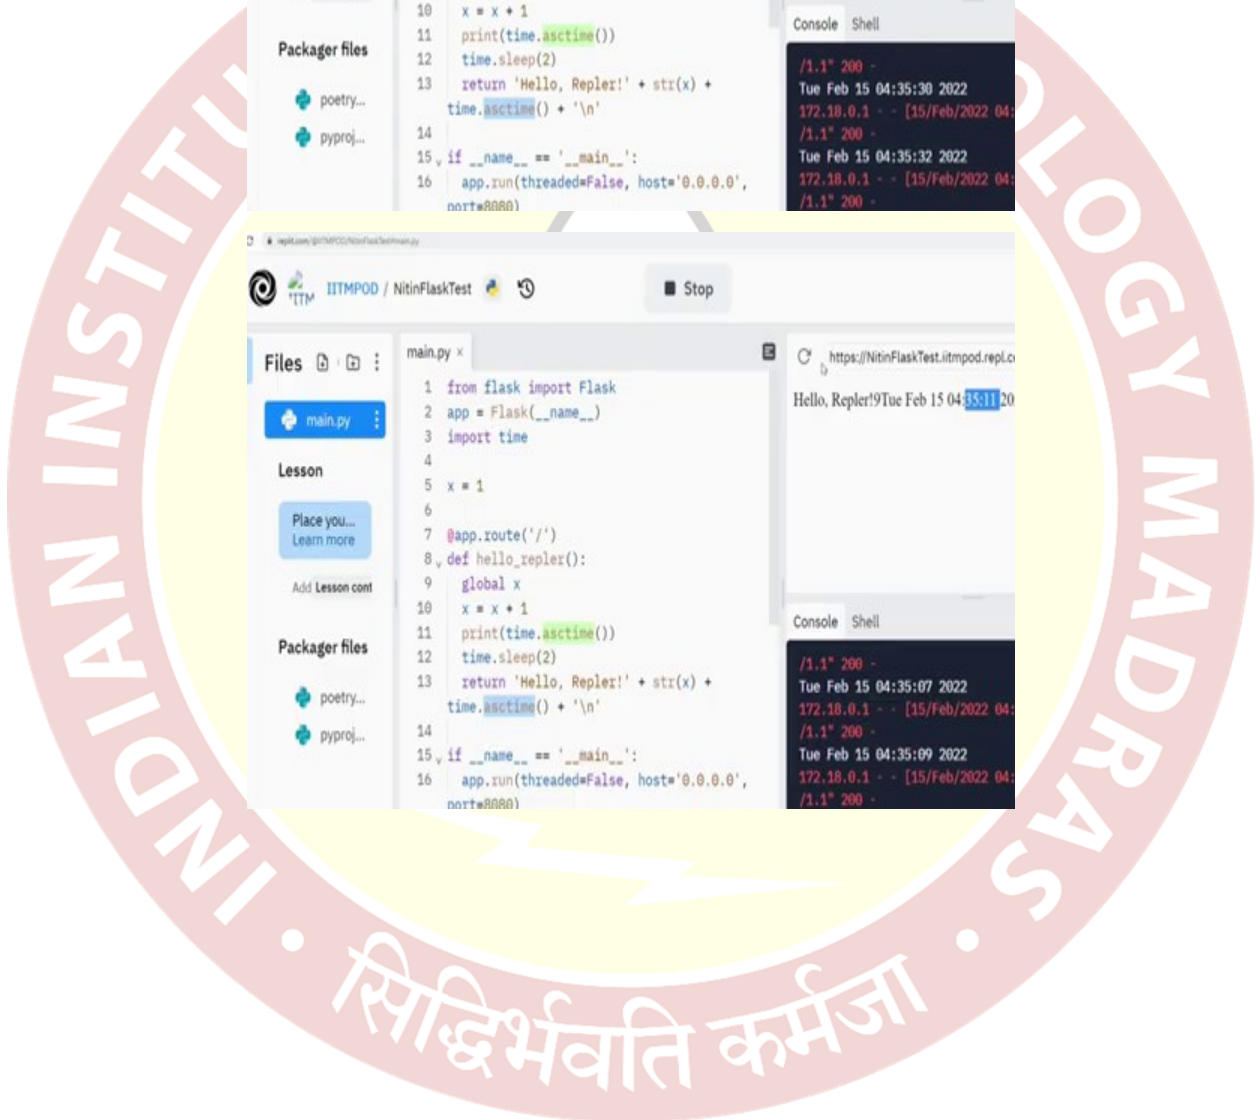 10 x = x + 1
11 print(time.asctime())
12 time.sleep(2)
13 return 'Hello, Repler!' + str(x) +
time.asctime() + '\n'
14
15 if __name__ == '__main__':
16 app.run(threaded=False, host='0.0.0.0',
port=8080)
Packager files
poetry...
pyproj...
Console Shell
/1.1" 200 -
Tue Feb 15 04:35:30 2022
172.18.0.1 - - [15/Feb/2022 04:
/1.1" 200 -
Tue Feb 15 04:35:32 2022
172.18.0.1 - - [15/Feb/2022 04:
/1.1" 200 -
replit.com/@IITMPOD/NitinFlaskTest#main.py
IITMPOD / NitinFlaskTest
Stop
Files
main.py
Lesson
Place you...
Learn more
Add Lesson cont
Packager files
poetry...
pyproj...
main.py ×
1 from flask import Flask
2 app = Flask(__name__)
3 import time
4
5 x = 1
6
7 @app.route('/')
8 def hello_repler():
9 global x
10 x = x + 1
11 print(time.asctime())
12 time.sleep(2)
13 return 'Hello, Repler!' + str(x) +
time.asctime() + '\n'
14
15 if __name__ == '__main__':
16 app.run(threaded=False, host='0.0.0.0',
port=8080)
https://NitinFlaskTest.iitmpod.repl.co
Hello, Repler!9Tue Feb 15 04:35:11 20
Console Shell
/1.1" 200 -
Tue Feb 15 04:35:07 2022
172.18.0.1 - - [15/Feb/2022 04:
/1.1" 200 -
Tue Feb 15 04:35:09 2022
172.18.0.1 - - [15/Feb/2022 04:
/1.1" 200 -
INDIAN INSTITU
OLOGY MADRAS
सिद्धिर्भवति कर्मजा